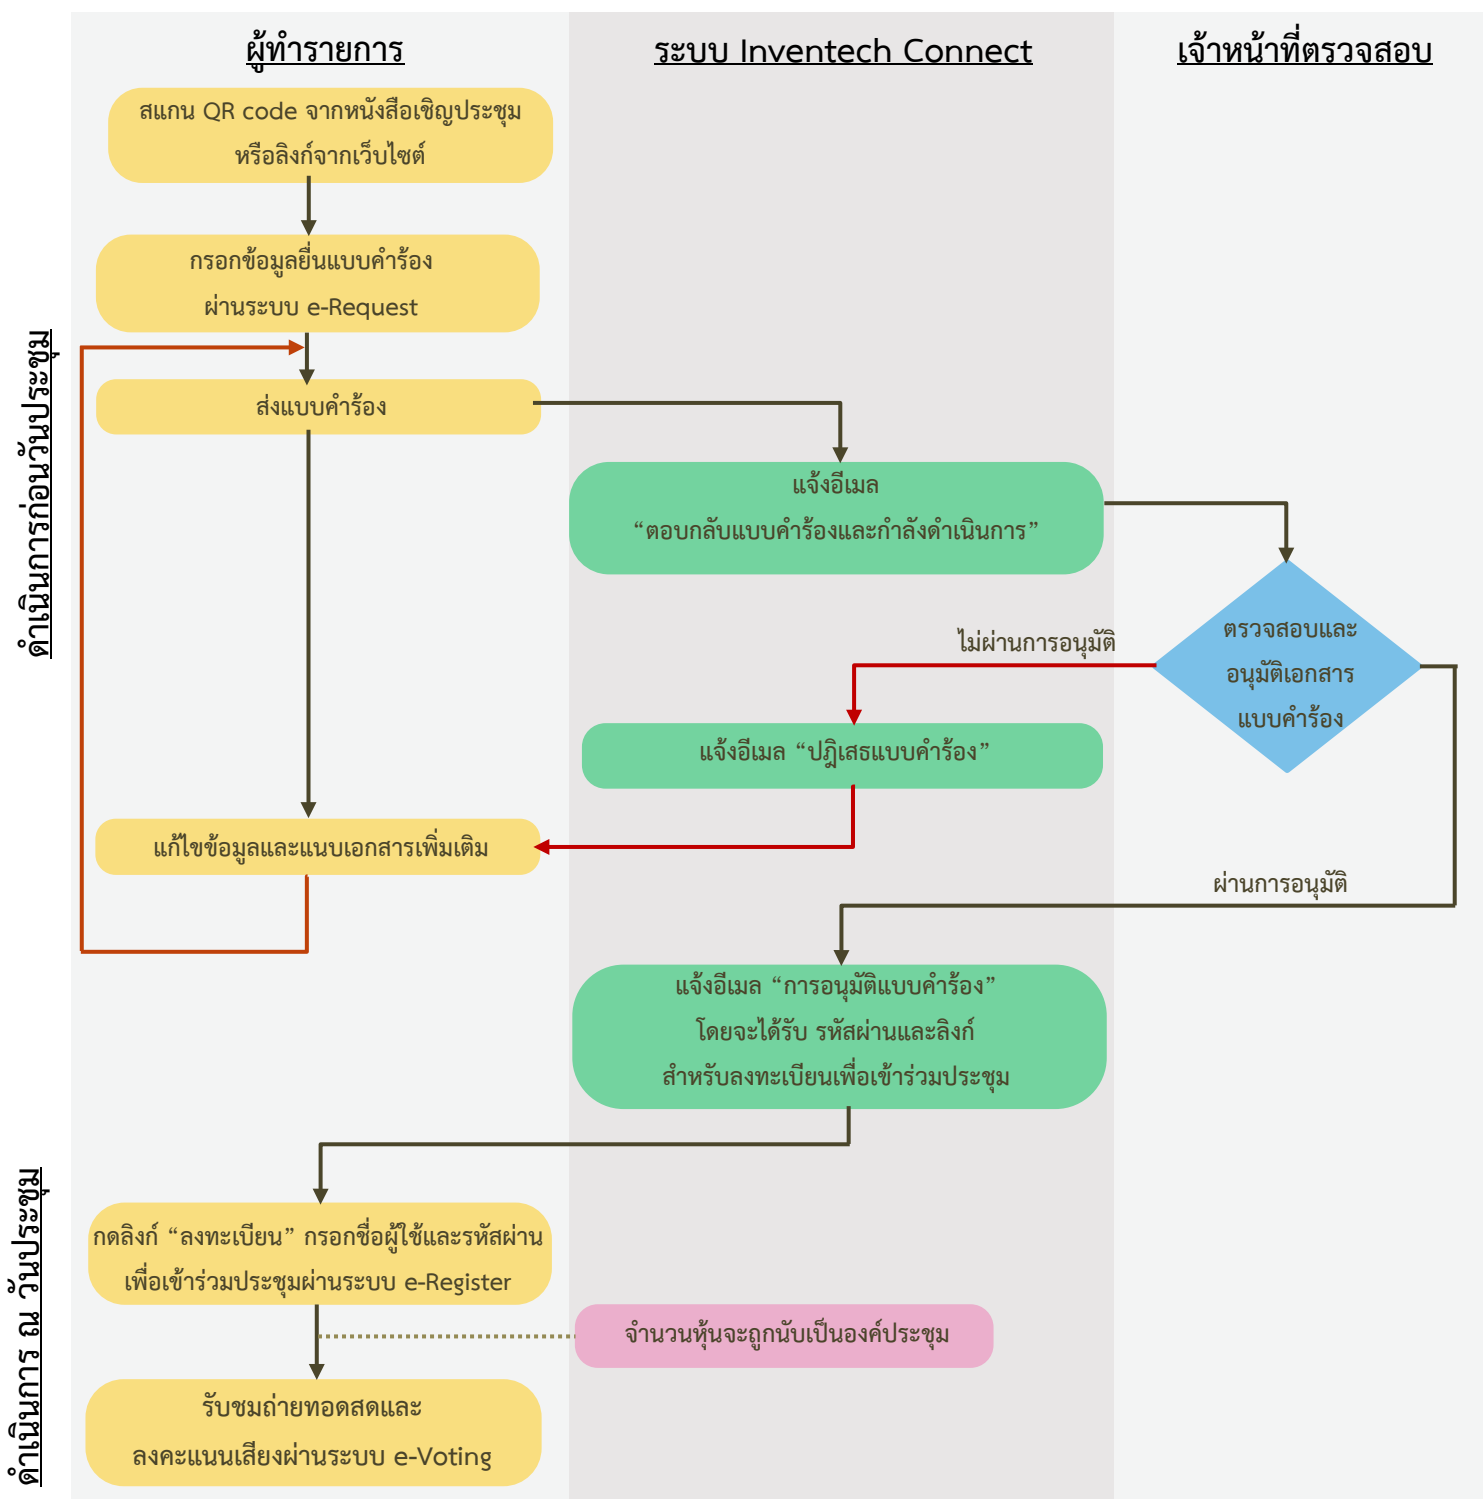 ผู้ทำรายการ
ระบบ Inventech Connect
เจ้าหน้าที่ตรวจสอบ
ดำเนินการก่อนวันประชุม
สแกน QR code จากหนังสือเชิญประชุม
หรือลิงก์จากเว็บไซต์
กรอกข้อมูลยื่นแบบคำร้อง
ผ่านระบบ e-Request
ส่งแบบคำร้อง
แจ้งอีเมล
“ตอบกลับแบบคำร้องและกำลังดำเนินการ”
ตรวจสอบและ
อนุมัติเอกสาร
แบบคำร้อง
ไม่ผ่านการอนุมัติ
แจ้งอีเมล “ปฎิเสธแบบคำร้อง”
แก้ไขข้อมูลและแนบเอกสารเพิ่มเติม
ผ่านการอนุมัติ
แจ้งอีเมล “การอนุมัติแบบคำร้อง”
โดยจะได้รับ รหัสผ่านและลิงก์
สำหรับลงทะเบียนเพื่อเข้าร่วมประชุม
ดำเนินการ ณ วันประชุม
กดลิงก์ “ลงทะเบียน” กรอกชื่อผู้ใช้และรหัสผ่าน
เพื่อเข้าร่วมประชุมผ่านระบบ e-Register
จำนวนหุ้นจะถูกนับเป็นองค์ประชุม
รับชมถ่ายทอดสดและ
ลงคะแนนเสียงผ่านระบบ e-Voting